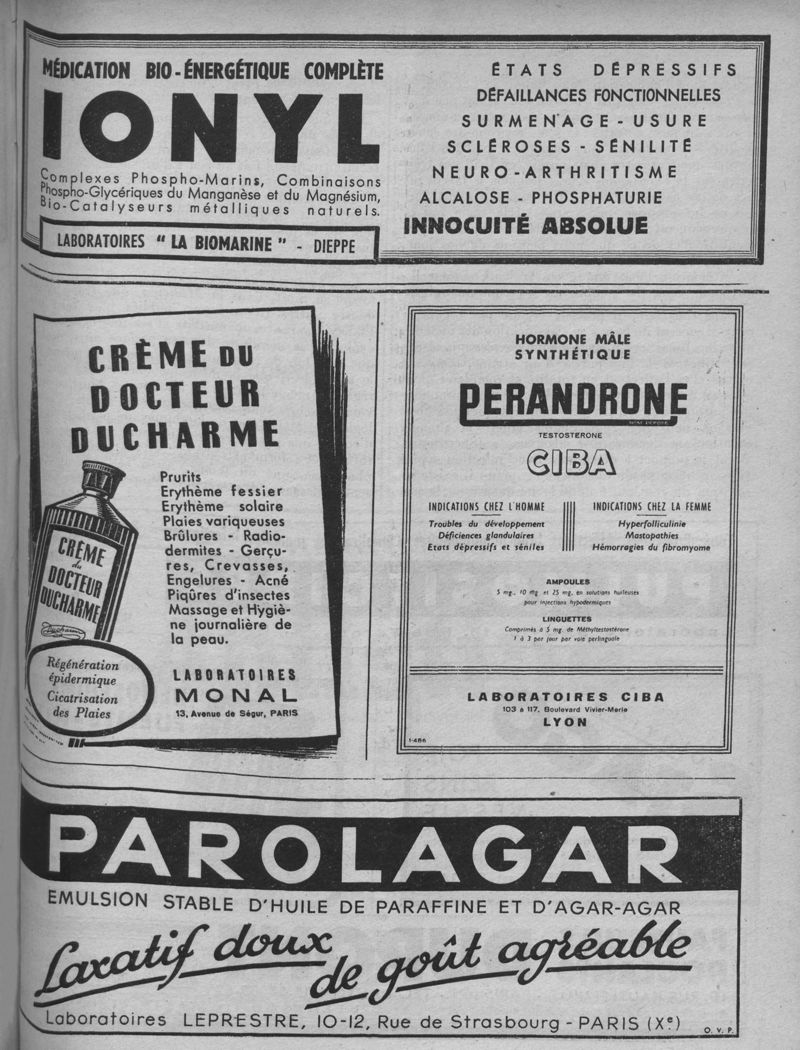 MÉDICATION BIO-ÉNERGÉTIQUE COMPLÈTE
IONYL
Complexes Phospho-Marins, Combinaisons
Phospho-Glycériques du Manganèse et du Magnésium,
Bio-Catalyseurs métalliques naturels.
LABORATOIRES " LA BIOMARINE " - DIEPPE
ÉTATS DÉPRESSIFS
DÉFAILLANCES FONCTIONNELLES
SURMENAGE - USURE
SCLÉROSES - SÉNILITÉ
NEURO-ARTHRITISME
ALCALOSE - PHOSPHATURIE
INNOCUITÉ ABSOLUE
CRÈME DU
DOCTEUR
DUCHARME
Prurits
Erythème fessier
Erythème solaire
Plaies variqueuses
Brûlures - Radio-
dermites - Gerçu-
res, Crevasses,
Engelures - Acné
Piqûres d'insectes
Massage et Hygiè-
ne journalière de
la peau.
CRÈME
du
DOCTEUR
DUCHARME
Ducharme
Régénération
épidermique
Cicatrisation
des Plaies
LABORATOIRES
MONAL
13, Avenue de Ségur, PARIS
HORMONE MÂLE
SYNTHÉTIQUE
PERANDRONE
NOM DÉPOSÉ
TESTOSTERONE
CIBA
INDICATIONS CHEZ L'HOMME
Troubles du développement
Déficiences glandulaires
Etats dépressifs et séniles
INDICATIONS CHEZ LA FEMME
Hyperfolliculinie
Mastopathies
Hémorragies du fibromyome
AMPOULES
5 mg., 10 mg et 25 mg, en solutions huileuses
pour injections hypodermiques
LINGUETTES
Comprimés à 5 mg. de Méthyltestostérone
1 à 3 par jour par voie perlinguale
LABORATOIRES CIBA
103 à 117, Boulevard Vivier-Merle
LYON
1-486
PAROLAGAR
EMULSION STABLE D'HUILE DE PARAFFINE ET D'AGAR-AGAR
Laxatif doux
de goût agréable
Laboratoires LEPRESTRE, 10-12, Rue de Strasbourg - PARIS (Xe)
O.V.P.